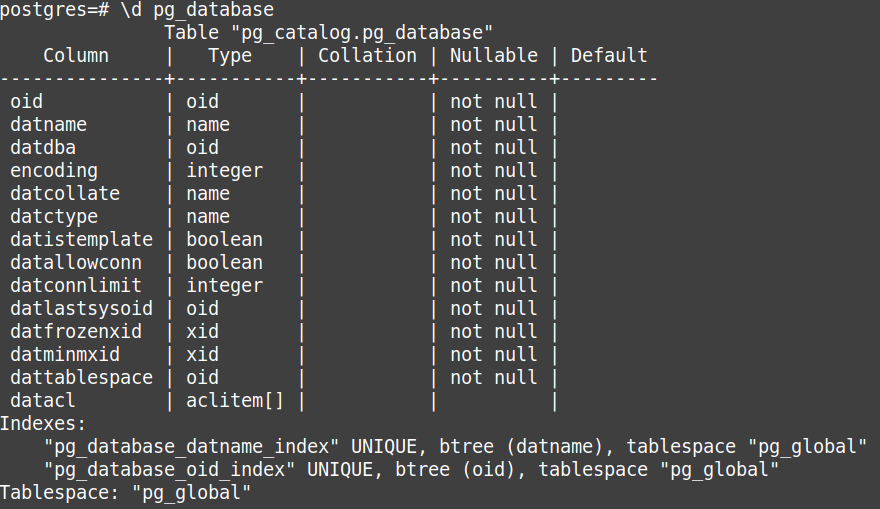 postgres=# \d pg_database
               Table "pg_catalog.pg_database"
    Column     |   Type    | Collation | Nullable | Default
---------------+-----------+-----------+----------+---------
 oid           | oid       |           | not null |
 datname       | name      |           | not null |
 datdba        | oid       |           | not null |
 encoding      | integer   |           | not null |
 datcollate    | name      |           | not null |
 datctype      | name      |           | not null |
 datistemplate | boolean   |           | not null |
 datallowconn  | boolean   |           | not null |
 datconnlimit  | integer   |           | not null |
 datlastsysoid | oid       |           | not null |
 datfrozenxid  | xid       |           | not null |
 datminmxid    | xid       |           | not null |
 dattablespace | oid       |           | not null |
 datacl        | aclitem[] |           |          |
Indexes:
    "pg_database_datname_index" UNIQUE, btree (datname), tablespace "pg_global"
    "pg_database_oid_index" UNIQUE, btree (oid), tablespace "pg_global"
Tablespace: "pg_global"